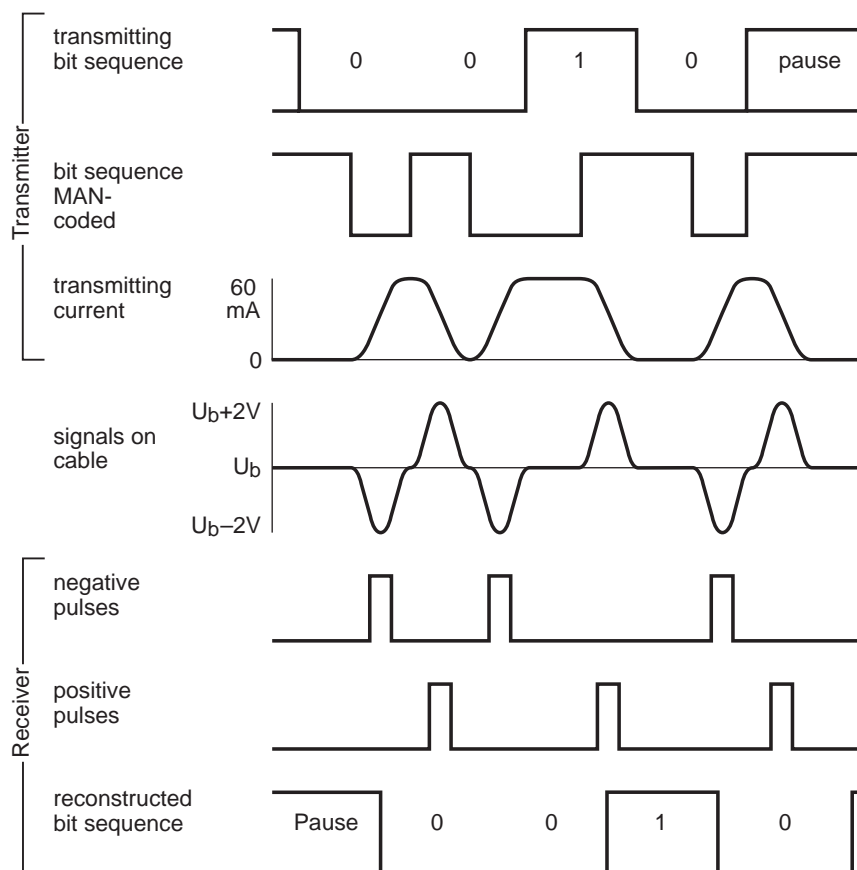 Transmitter
transmitting
bit sequence
0 0 1 0 pause
bit sequence
MAN-
coded
transmitting
current
60
mA
0
signals on
cable
Ub+2V
Ub
Ub–2V
Receiver
negative
pulses
positive
pulses
reconstructed
bit sequence
Pause 0 0 1 0